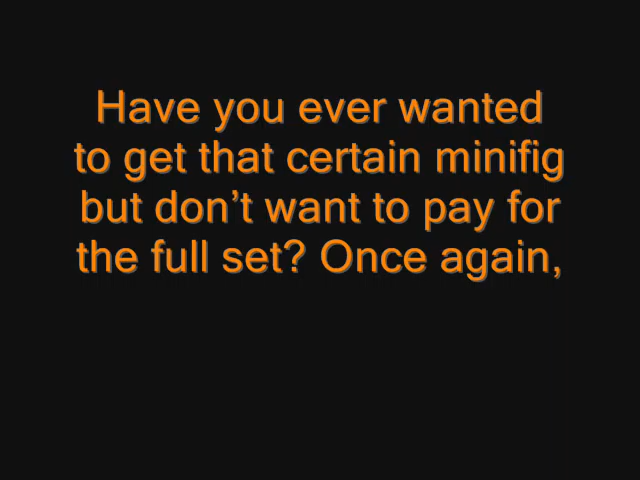 Have you ever wanted
to get that certain minifig
but don’t want to pay for
the full set? Once again,